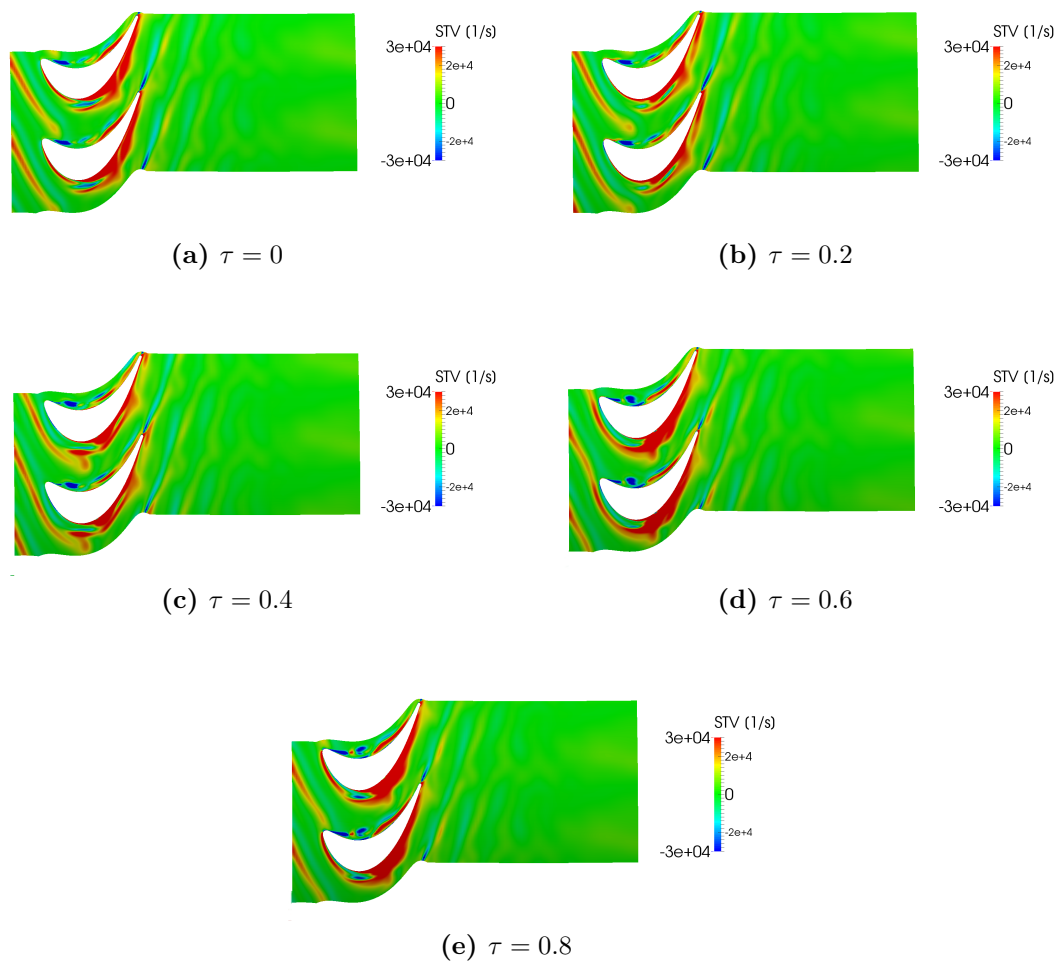 STV (1/s)
3e+04
2e+4
0
-2e+4
-3e+04
STV (1/s)
3e+04
2e+4
0
-2e+4
-3e+04
(a) τ = 0
(b) τ = 0.2
STV (1/s)
3e+04
2e+4
0
-2e+4
-3e+04
STV (1/s)
3e+04
2e+4
0
-2e+4
-3e+04
(c) τ = 0.4
(d) τ = 0.6
STV (1/s)
3e+04
2e+4
0
-2e+4
-3e+04
(e) τ = 0.8